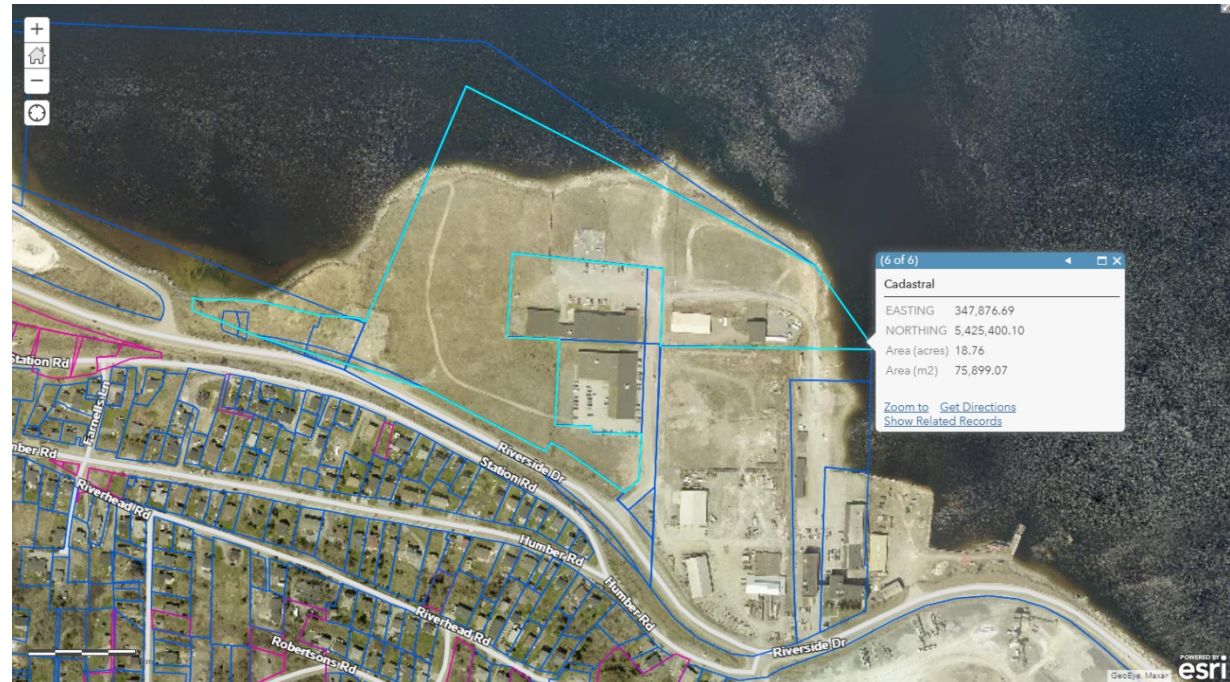 +
−
(6 of 6)
Cadastral
EASTING 347,876.69
NORTHING 5,425,400.10
Area (acres) 18.76
Area (m2) 75,899.07
Zoom to Get Directions
Show Related Records
Station Rd
Farnells Ln
mber Rd
Riverhead Rd
Riverside Dr
Station Rd
Humber Rd
Humber Rd
Riverhead Rd
Robertsons Rd
Riverside Dr
POWERED BY
esri
GeoEye, Maxar